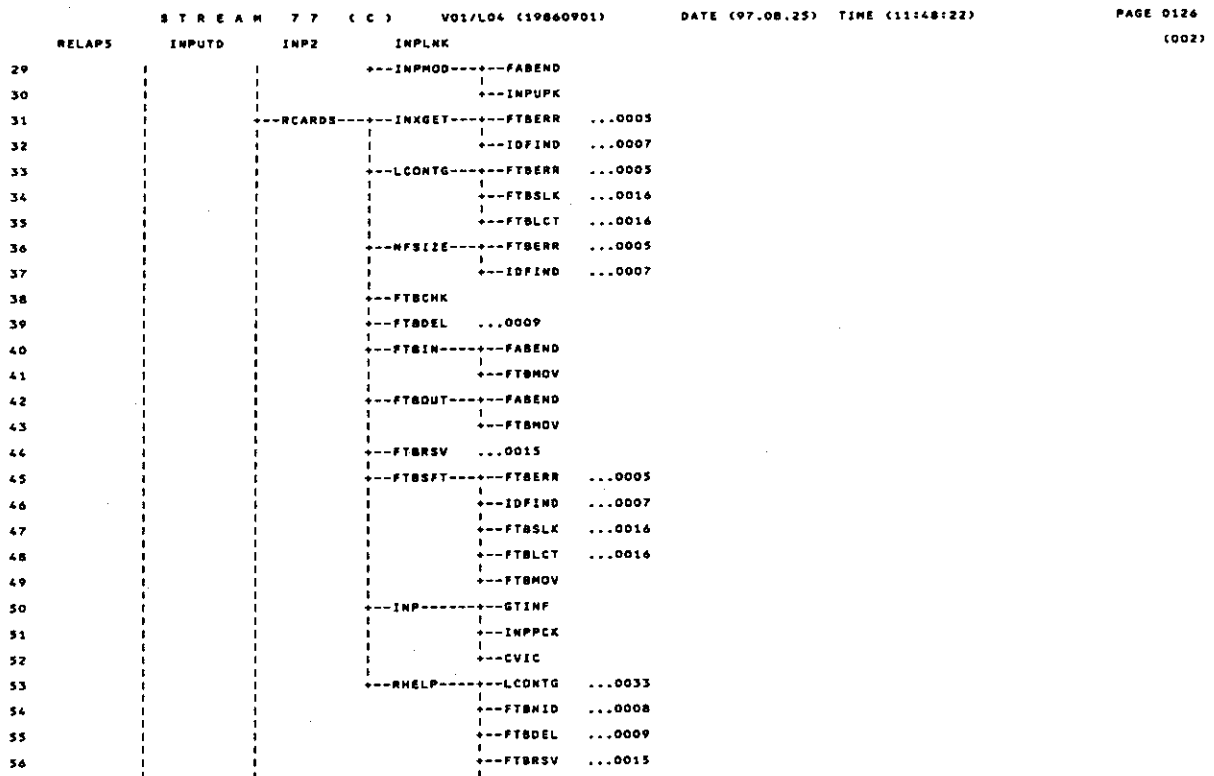 S T R E A M 7 7 ( C ) V01/L04 (19860901) DATE (97.08.25) TIME (11:48:22) PAGE 0126
RELAP5 INPUTD INP2 INPLNK (002)
29 +--INPMOD---+--FABEND
30 +--INPUPK
31 +---RCARDS---+--INXGET---+--FTBERR ...0005
32 +--IDFIND ...0007
33 +--LCONTG---+--FTBERR ...0005
34 +--FTBSLK ...0016
35 +--FTBLCT ...0016
36 +--NFSIZE---+--FTBERR ...0005
37 +--IDFIND ...0007
38 +--FTBCHK
39 +--FTBDEL ...0009
40 +--FTBIN----+--FABEND
41 +--FTBMOV
42 +--FTBOUT---+--FABEND
43 +--FTBMOV
44 +--FTBRSV ...0015
45 +--FTBSFT---+--FTBERR ...0005
46 +--IDFIND ...0007
47 +--FTBSLK ...0016
48 +--FTBLCT ...0016
49 +--FTBMOV
50 +--INP------+--GTINF
51 +--INPPCK
52 +--CVIC
53 +--RHELP----+--LCONTG ...0033
54 +--FTBNID ...0008
55 +--FTBDEL ...0009
56 +--FTBRSV ...0015